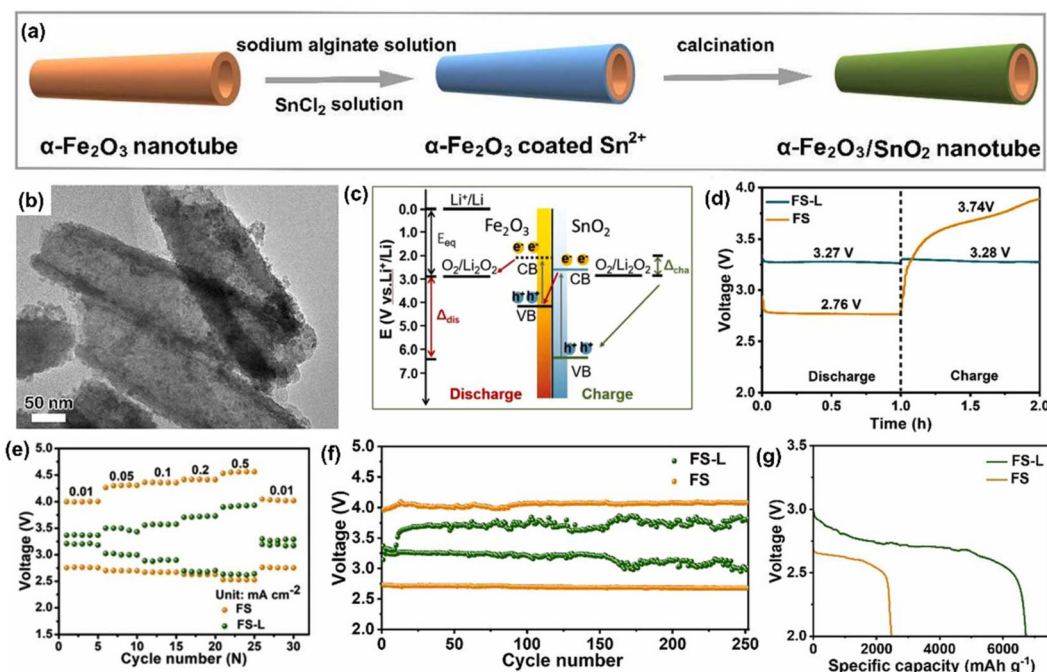 (a)
sodium alginate solution
SnCl₂ solution
calcination
α-Fe₂O₃ nanotube
α-Fe₂O₃ coated Sn²⁺
α-Fe₂O₃/SnO₂ nanotube
(b)
50 nm
(c)
Li⁺/Li
0.0
1.0
2.0
3.0
4.0
5.0
6.0
7.0
E (V vs.Li⁺/Li)
E_eq
Δ_dis
Fe₂O₃
SnO₂
e⁻ e⁻
e⁻ e⁻
O₂/Li₂O₂
CB
CB
O₂/Li₂O₂
Δ_cha
h⁺ h⁺
VB
h⁺ h⁺
VB
Discharge
Charge
(d)
4.0
3.5
3.0
2.5
2.0
Voltage (V)
FS-L
FS
3.74V
3.27 V
3.28 V
2.76 V
Discharge
Charge
0.0
0.5
1.0
1.5
2.0
Time (h)
(e)
5.0
4.5
4.0
3.5
3.0
2.5
2.0
1.5
Voltage (V)
0.01
0.05
0.1
0.2
0.5
0.01
Unit: mA cm⁻²
FS
FS-L
0
5
10
15
20
25
30
Cycle number (N)
(f)
5.0
4.5
4.0
3.5
3.0
2.5
2.0
Voltage (V)
FS-L
FS
0
50
100
150
200
250
Cycle number
(g)
3.5
3.0
2.5
2.0
Voltage (V)
FS-L
FS
0
2000
4000
6000
Specific capacity (mAh g⁻¹)